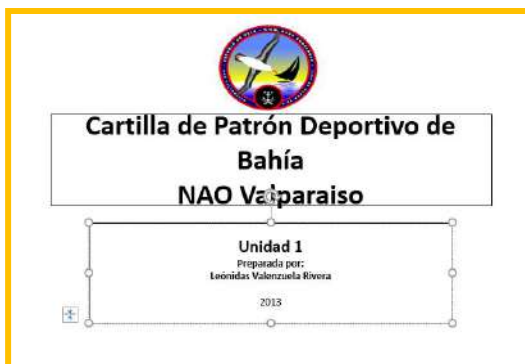 Cartilla de Patrón Deportivo de
Bahía
NAO Valparaiso
Unidad 1
Preparada por:
Leónidas Valenzuela Rivera
2013